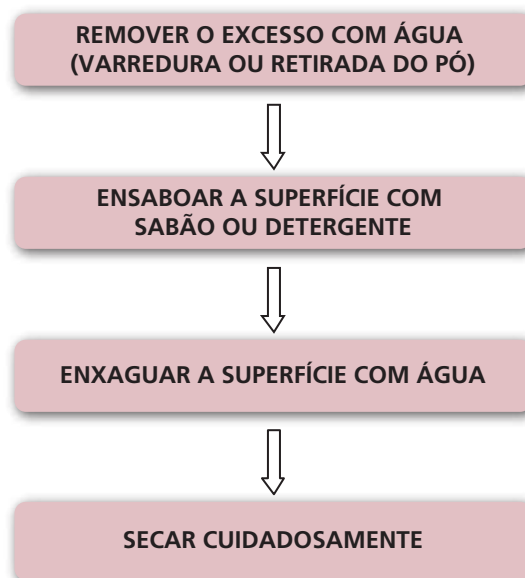 REMOVER O EXCESSO COM ÁGUA
(VARREDURA OU RETIRADA DO PÓ)
ENSABOAR A SUPERFÍCIE COM
SABÃO OU DETERGENTE
ENXAGUAR A SUPERFÍCIE COM ÁGUA
SECAR CUIDADOSAMENTE